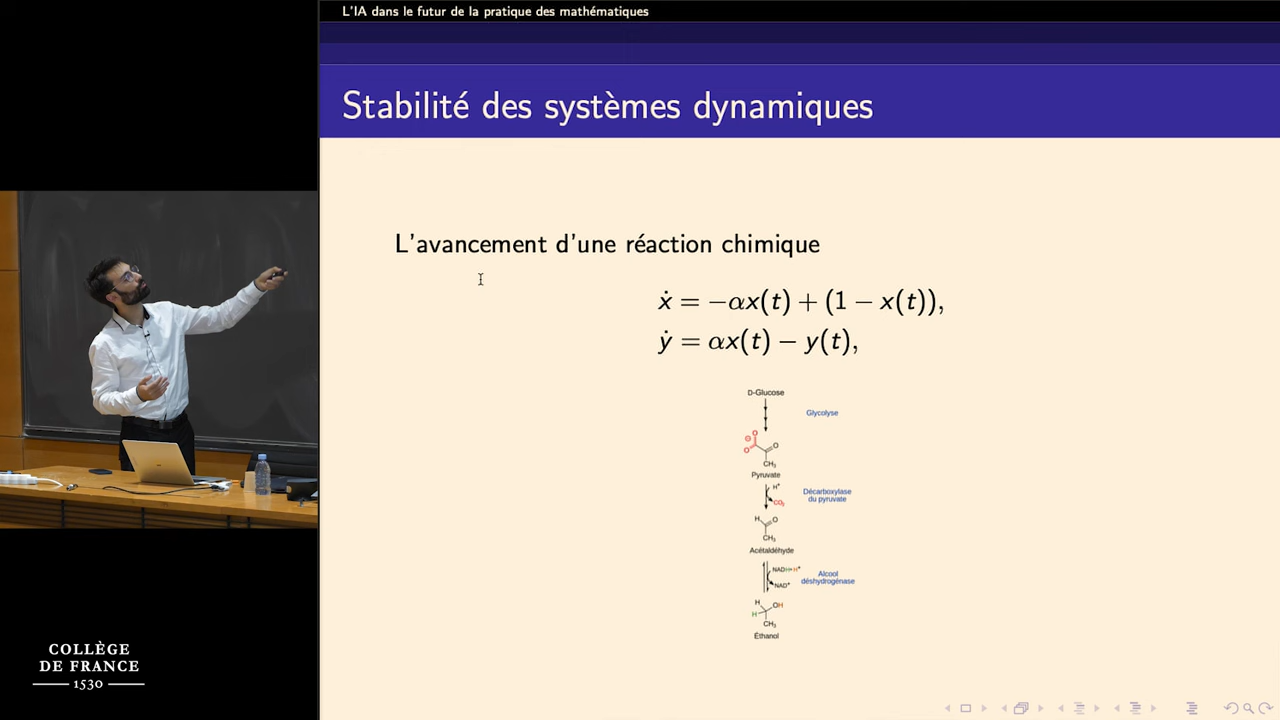 L'IA dans le futur de la pratique des mathématiques
Stabilité des systèmes dynamiques
L'avancement d'une réaction chimique
ẋ = −αx(t) + (1 − x(t)),
ẏ = αx(t) − y(t),
D-Glucose
Glycolyse
⊖
O
O
O
CH₃
Pyruvate
H⁺
CO₂
Décarboxylase
du pyruvate
H
O
CH₃
Acétaldéhyde
NADH+H⁺
NAD⁺
Alcool
déshydrogénase
H
OH
H
CH₃
Éthanol
COLLÈGE
DE FRANCE
1530